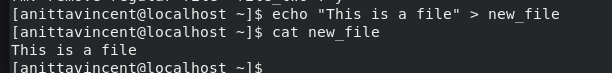 [anittavincent@localhost ~]$ echo "This is a file" > new_file
[anittavincent@localhost ~]$ cat new_file
This is a file
[anittavincent@localhost ~]$